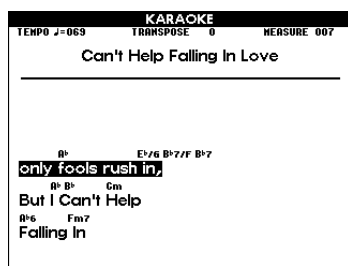 KARAOKE
TEMPO ♩=069 TRANSPOSE 0 MEASURE 007
Can't Help Falling In Love
A♭ E♭/G B♭7/F B♭7
only fools rush in,
A♭ B♭ Cm
But I Can't Help
A♭6 Fm7
Falling In